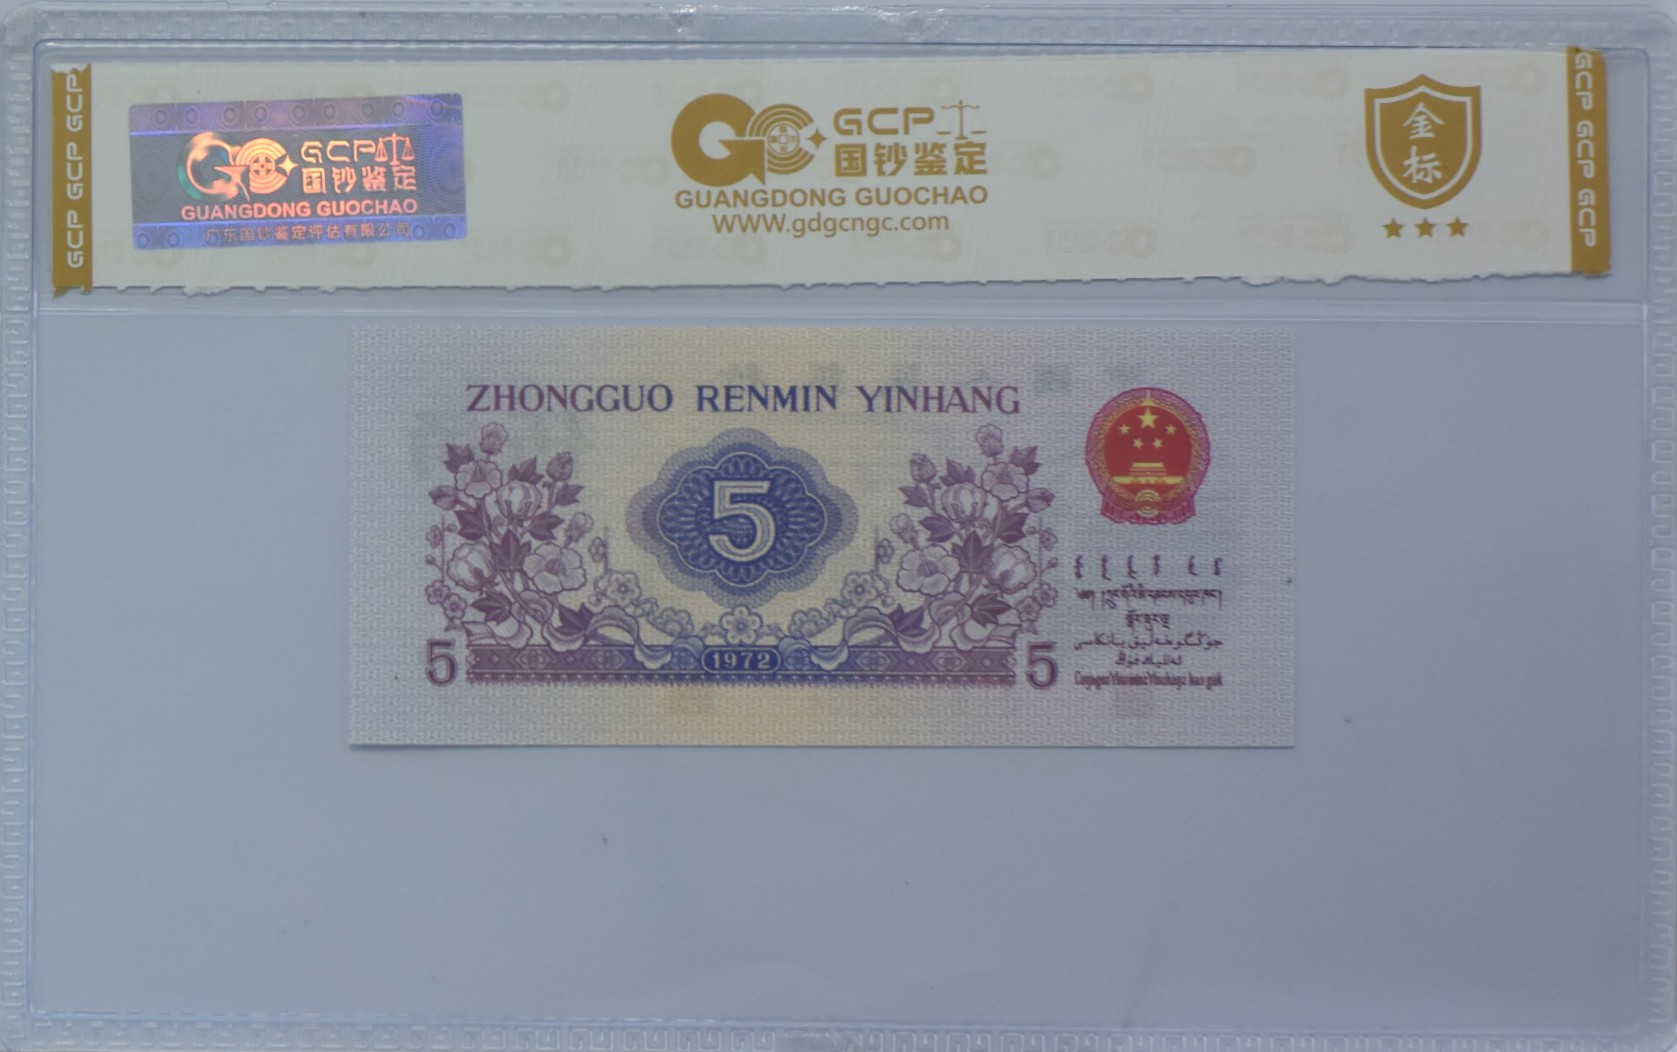 GCP GCP GCP
GCP 国钞鉴定
GUANGDONG GUOCHAO
广东国钞鉴定评估有限公司
GCP
国钞鉴定
GUANGDONG GUOCHAO
WWW.gdgcngc.com
金标
GCP GCP GCP
ZHONGGUO RENMIN YINHANG
5
5
1972
5